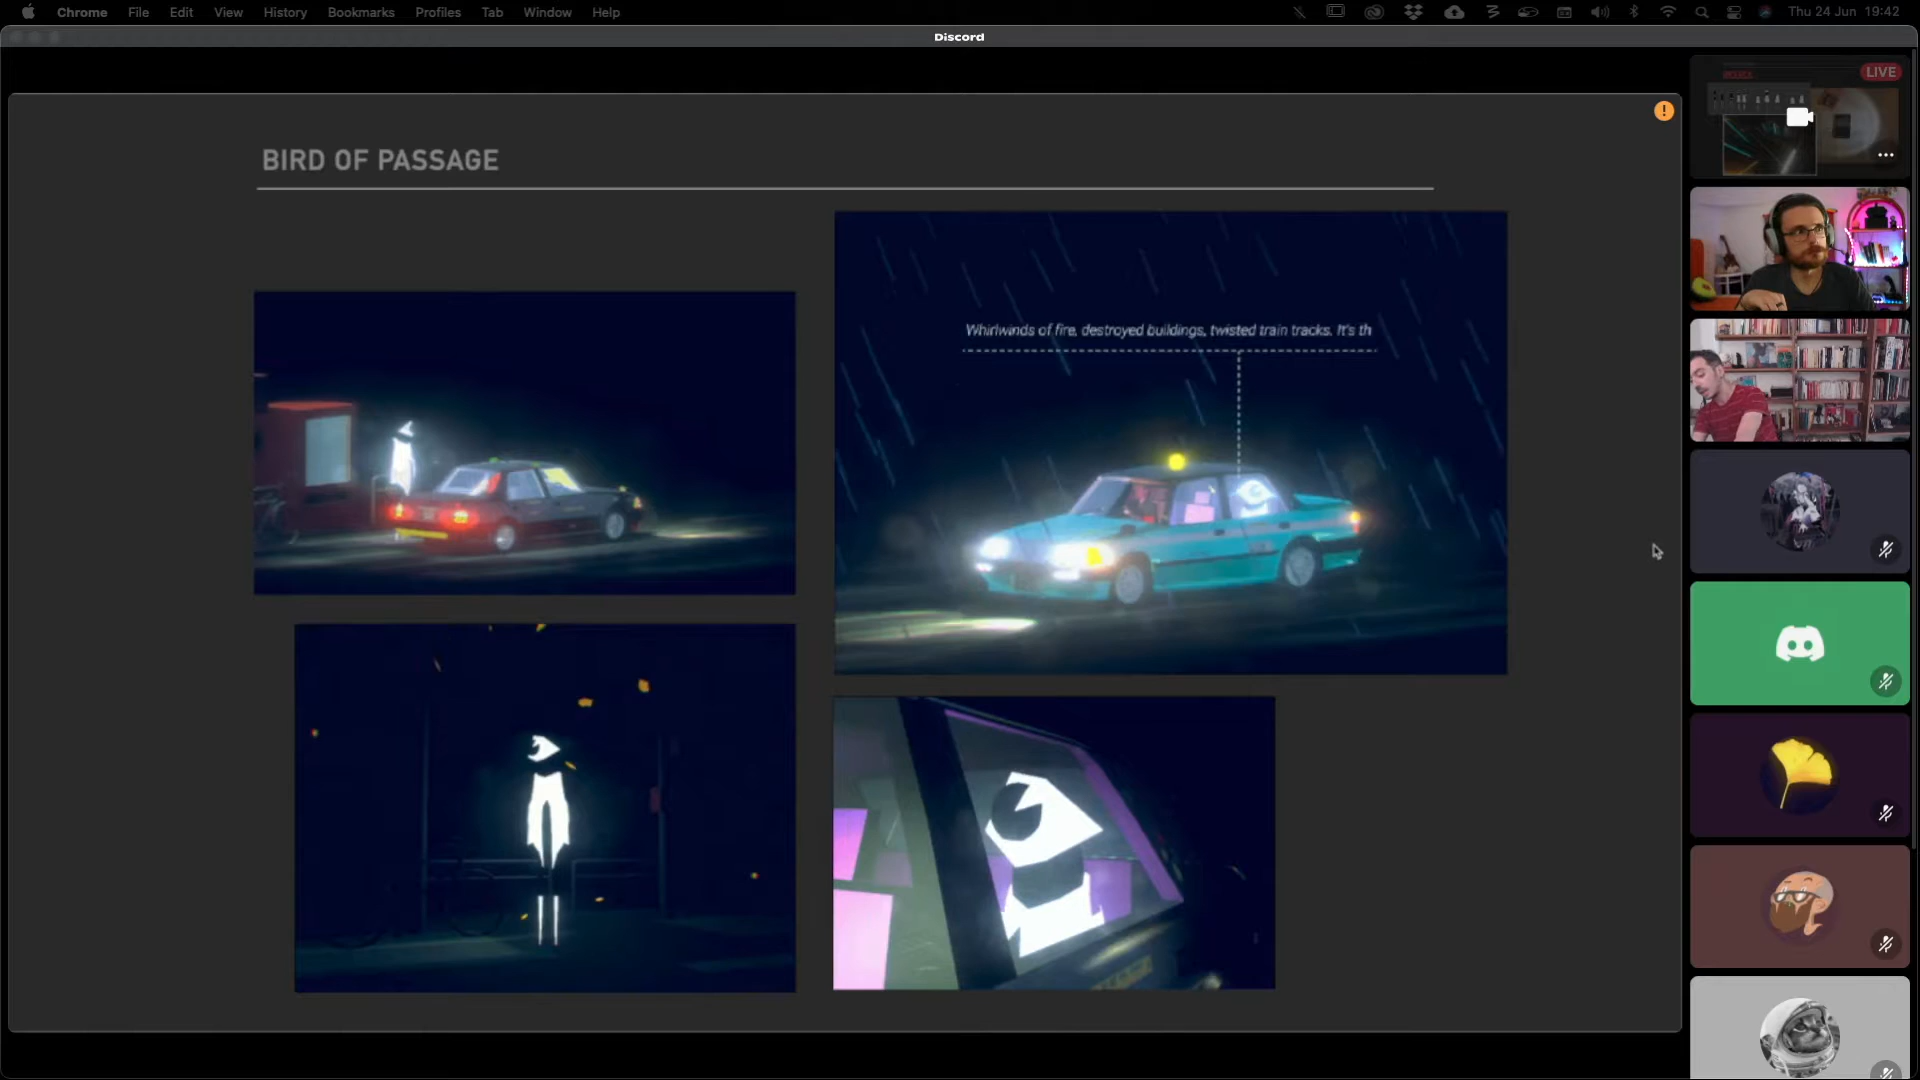 Chrome File Edit View History Bookmarks Profiles Tab Window Help Thu 24 Jun 19:42
Discord
LIVE
BIRD OF PASSAGE
Whirlwinds of fire, destroyed buildings, twisted train tracks. It's th